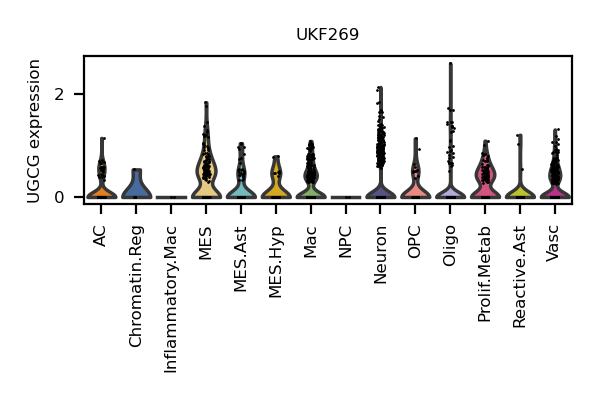 UKF269
UGCG expression
2
0
AC
Chromatin.Reg
Inflammatory.Mac
MES
MES.Ast
MES.Hyp
Mac
NPC
Neuron
OPC
Oligo
Prolif.Metab
Reactive.Ast
Vasc